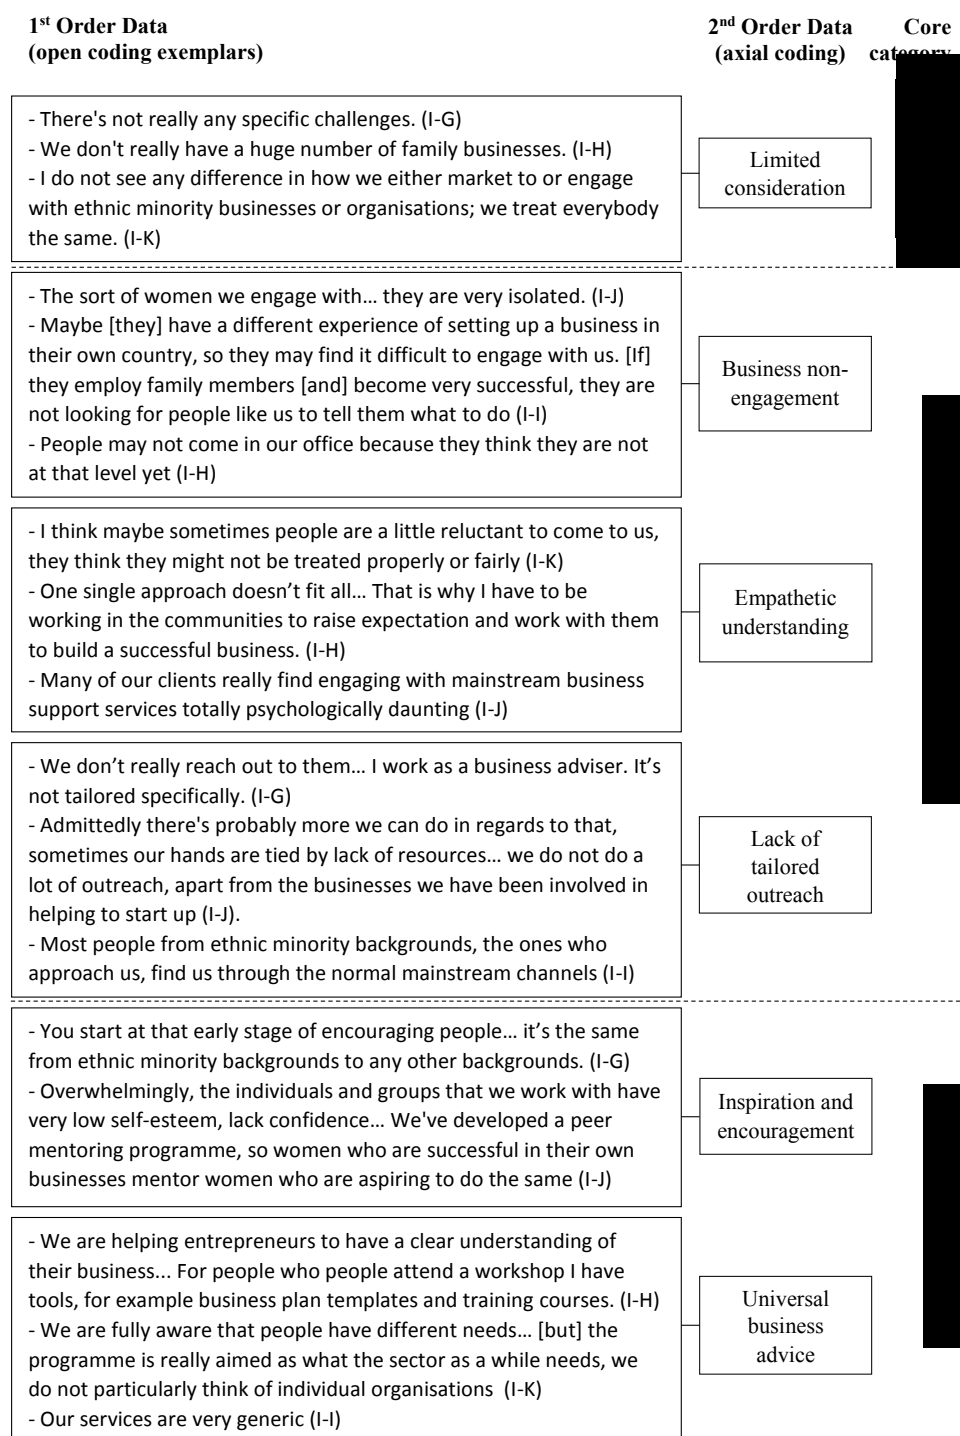 1st Order Data
(open coding exemplars)
2nd Order Data
(axial coding)
Core
category
- There's not really any specific challenges. (I-G)
- We don't really have a huge number of family businesses. (I-H)
- I do not see any difference in how we either market to or engage
with ethnic minority businesses or organisations; we treat everybody
the same. (I-K)
Limited
consideration
- The sort of women we engage with… they are very isolated. (I-J)
- Maybe [they] have a different experience of setting up a business in
their own country, so they may find it difficult to engage with us. [If]
they employ family members [and] become very successful, they are
not looking for people like us to tell them what to do (I-I)
- People may not come in our office because they think they are not
at that level yet (I-H)
Business non-
engagement
- I think maybe sometimes people are a little reluctant to come to us,
they think they might not be treated properly or fairly (I-K)
- One single approach doesn’t fit all… That is why I have to be
working in the communities to raise expectation and work with them
to build a successful business. (I-H)
- Many of our clients really find engaging with mainstream business
support services totally psychologically daunting (I-J)
Empathetic
understanding
- We don’t really reach out to them… I work as a business adviser. It’s
not tailored specifically. (I-G)
- Admittedly there's probably more we can do in regards to that,
sometimes our hands are tied by lack of resources… we do not do a
lot of outreach, apart from the businesses we have been involved in
helping to start up (I-J).
- Most people from ethnic minority backgrounds, the ones who
approach us, find us through the normal mainstream channels (I-I)
Lack of
tailored
outreach
- You start at that early stage of encouraging people… it’s the same
from ethnic minority backgrounds to any other backgrounds. (I-G)
- Overwhelmingly, the individuals and groups that we work with have
very low self-esteem, lack confidence… We've developed a peer
mentoring programme, so women who are successful in their own
businesses mentor women who are aspiring to do the same (I-J)
Inspiration and
encouragement
- We are helping entrepreneurs to have a clear understanding of
their business... For people who people attend a workshop I have
tools, for example business plan templates and training courses. (I-H)
- We are fully aware that people have different needs… [but] the
programme is really aimed as what the sector as a while needs, we
do not particularly think of individual organisations  (I-K)
- Our services are very generic (I-I)
Universal
business
advice